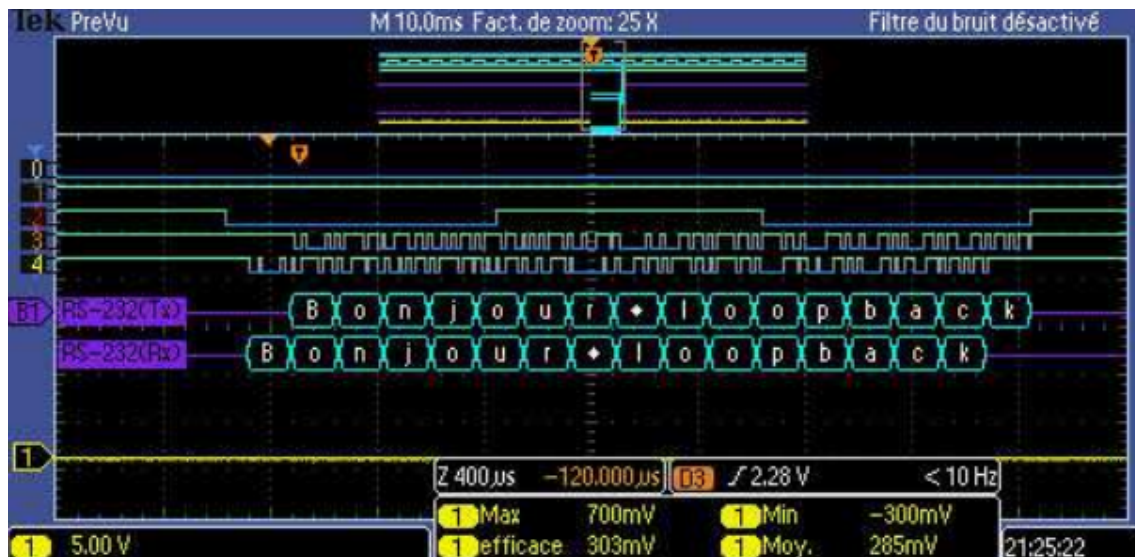 Tek PreVu M 10.0ms Fact. de zoom: 25 X Filtre du bruit désactivé
T
T
0
1
2
3
4
B1 RS-232(Tx) B o n j o u r ◆ l o o p b a c k
RS-232(Rx) B o n j o u r ◆ l o o p b a c k
1
Z 400µs -120.000µs D3 ƒ 2.28 V < 10 Hz
1 Max 700mV 1 Min -300mV
1 5.00 V 1 efficace 303mV 1 Moy. 285mV 21:25:22